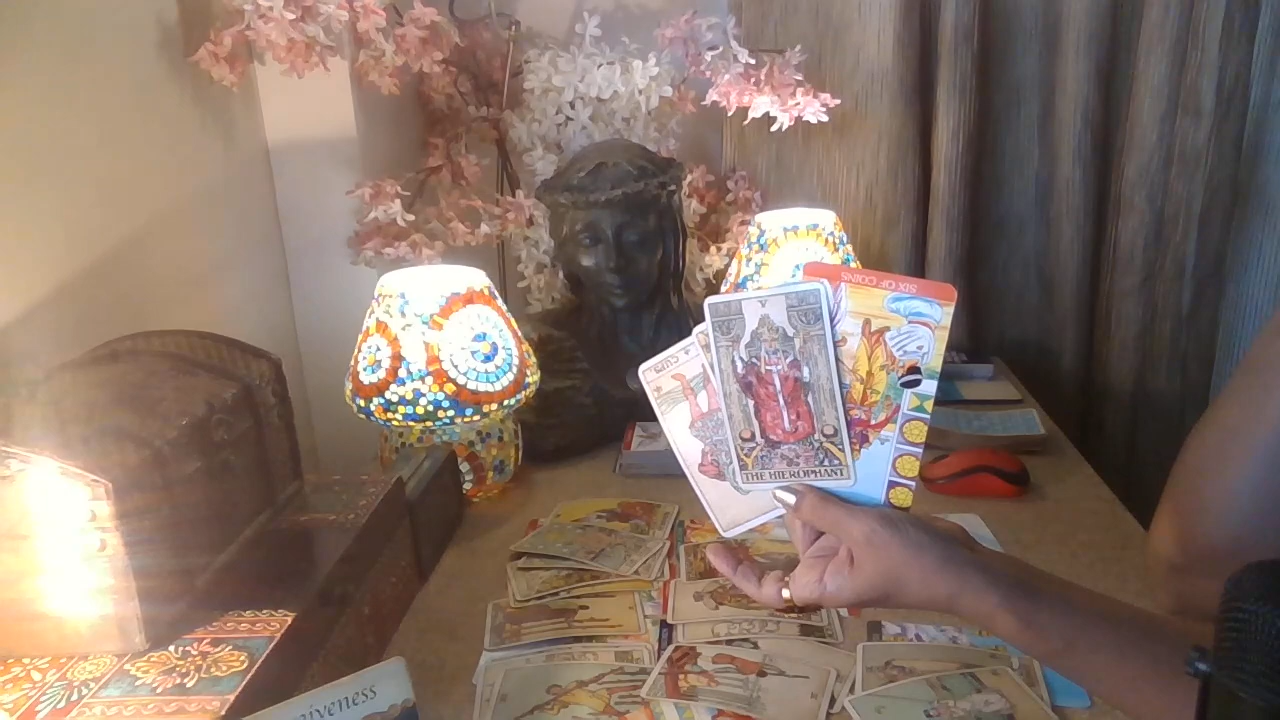 SIX OF COINS
V
CUPS
THE HIEROPHANT
iveness